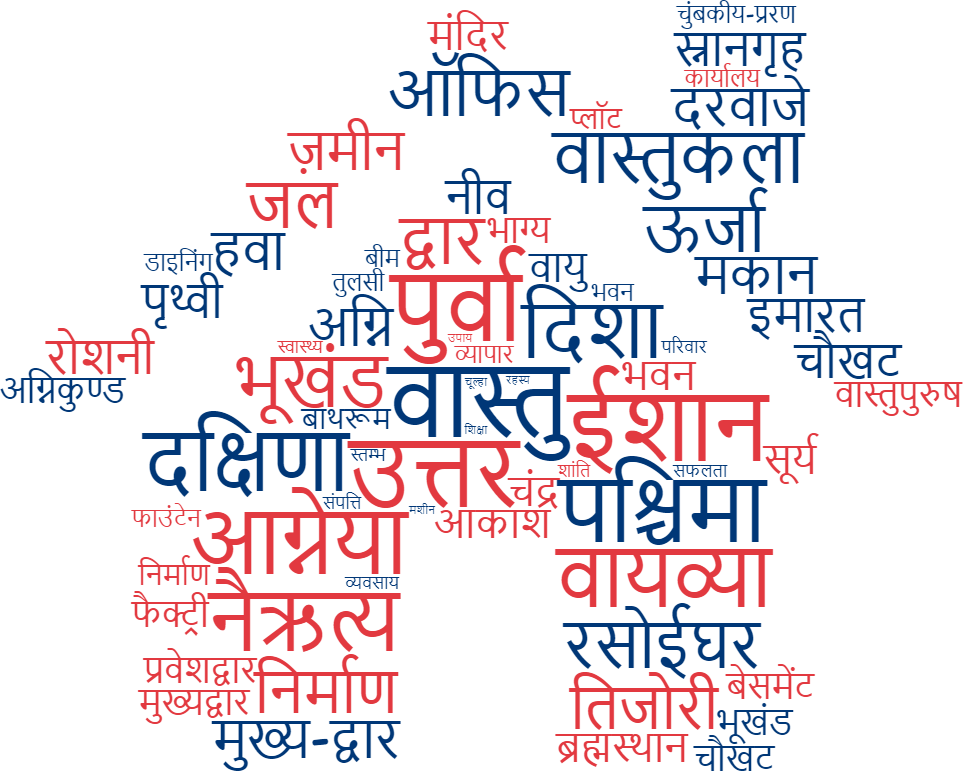 चुंबकीय-प्ररण
मंदिर
स्नानगृह
ऑफिस
कार्यालय
दरवाजे
प्लॉट
ज़मीन
वास्तुकला
जल
नीव
ऊर्जा
द्वार
भाग्य
हवा
डाइनिंग
बीम
वायु
मकान
तुलसी
पृथ्वी
पुर्वा
भवन
अग्नि
दिशा
इमारत
उपाय
रोशनी
स्वास्थ्य
व्यापार
परिवार
चौखट
भूखंड
चूल्हा
रहस्य
भवन
अग्निकुण्ड
वास्तु
वास्तुपुरुष
बाथरूम
ईशान
शिक्षा
दक्षिणा
स्तम्भ
उत्तर
सूर्य
शांति
सफलता
चंद्र
संपत्ति
मशीन
पश्चिमा
फाउंटेन
आग्नेया
आकाश
निर्माण
व्यवसाय
वायव्या
फैक्ट्री
नैऋत्य
रसोईघर
प्रवेशद्वार
निर्माण
मुख्यद्वार
तिजोरी
बेसमेंट
भूखंड
मुख्य-द्वार
ब्रह्मस्थान
चौखट